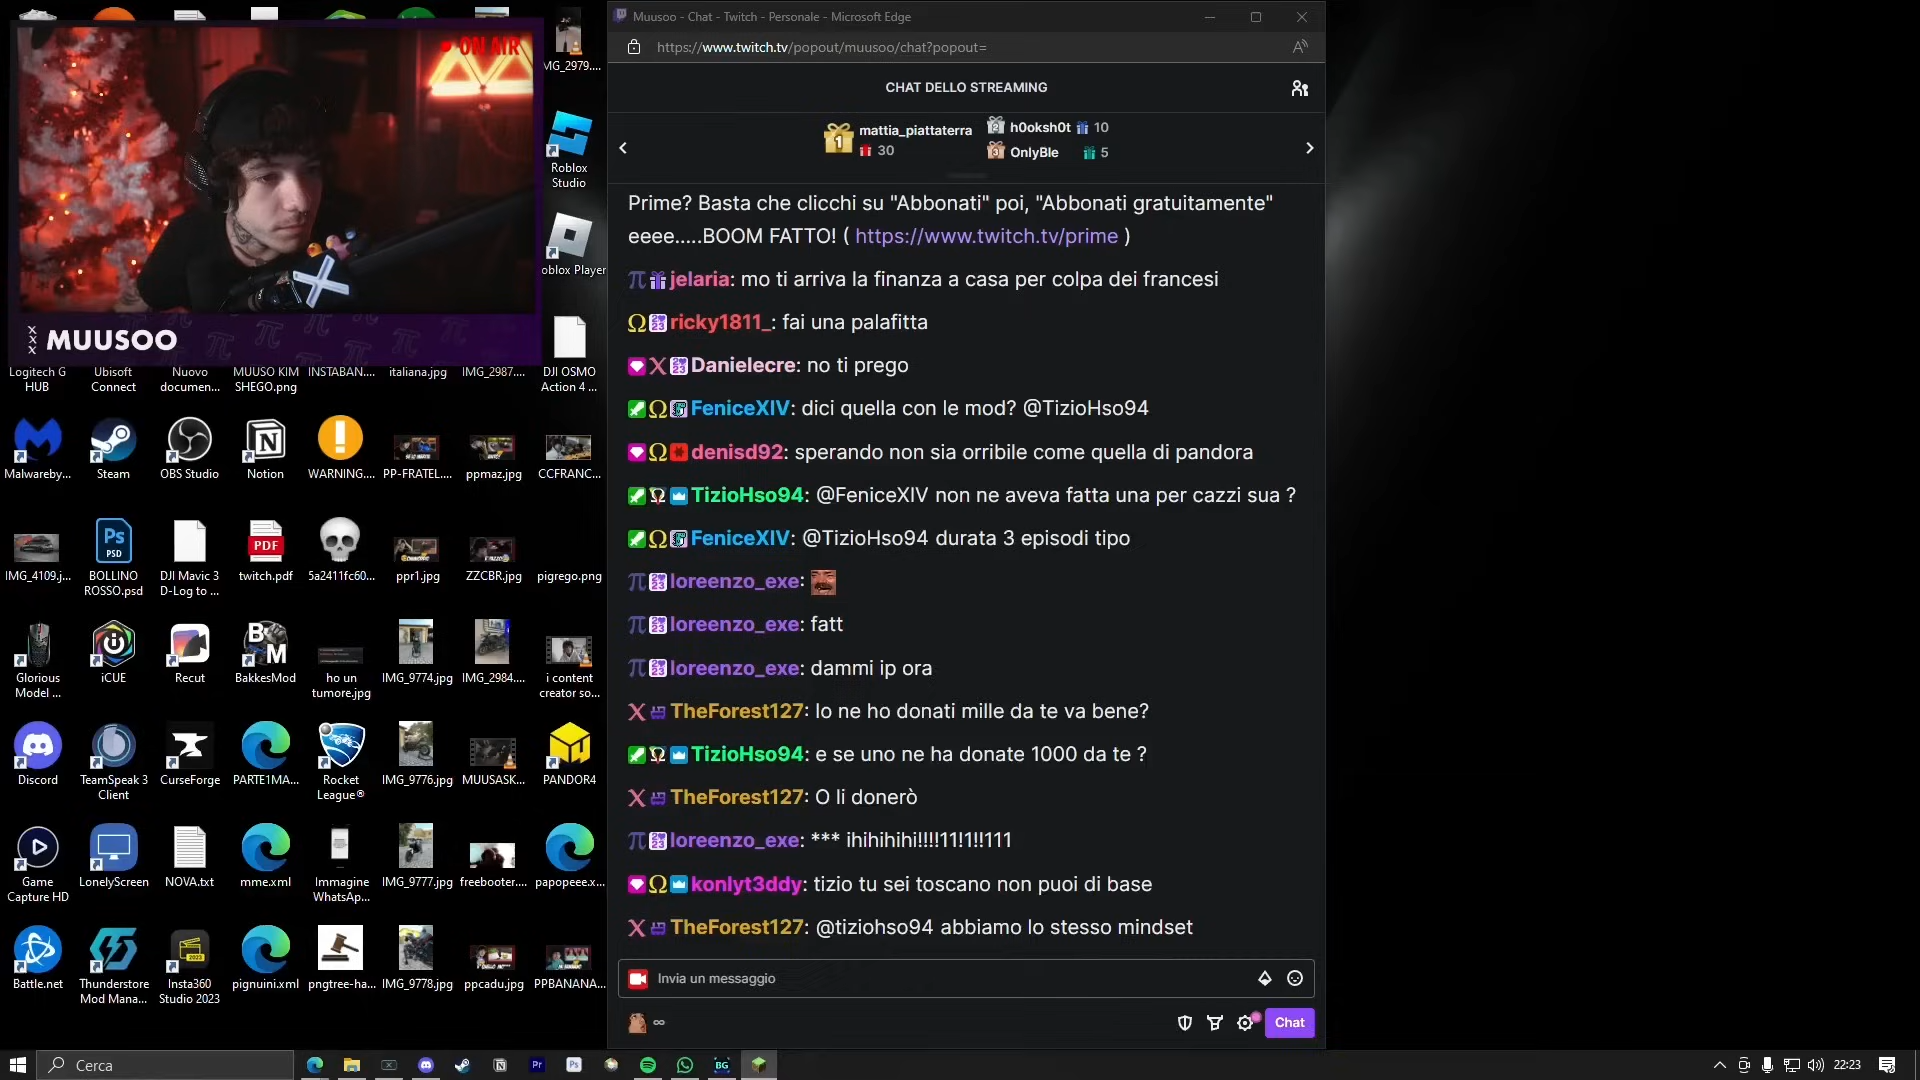 ON AIR
MUUSOO
MG_2979....
Roblox
Studio
oblox Player
Logitech G
HUB
Ubisoft
Connect
Nuovo
documen...
MUUSO KIM
SHEGO.png
INSTABAN....
italiana.jpg
IMG_2987....
DJI OSMO
Action 4 ...
Malwareby...
Steam
OBS Studio
Notion
WARNING....
PP-FRATEL....
ppmaz.jpg
CCFRANC...
IMG_4109.j...
BOLLINO
ROSSO.psd
DJI Mavic 3
D-Log to ...
twitch.pdf
5a2411fc60...
ppr1.jpg
ZZCBR.jpg
pigrego.png
Glorious
Model ...
iCUE
Recut
BakkesMod
ho un
tumore.jpg
IMG_9774.jpg
IMG_2984....
i content
creator so...
Discord
TeamSpeak 3
Client
CurseForge
PARTE1MA...
Rocket
League®
IMG_9776.jpg
MUUSASK...
PANDOR4
Game
Capture HD
LonelyScreen
NOVA.txt
mme.xml
Immagine
WhatsAp...
IMG_9777.jpg
freebooter....
papopeee.x...
Battle.net
Thunderstore
Mod Mana...
Insta360
Studio 2023
pignuini.xml
pngtree-ha...
IMG_9778.jpg
ppcadu.jpg
PPBANANA...
Muusoo - Chat - Twitch - Personale - Microsoft Edge
https://www.twitch.tv/popout/muusoo/chat?popout=
CHAT DELLO STREAMING
1 mattia_piattaterra
30
2 h0oksh0t 10
3 OnlyBle 5
Prime? Basta che clicchi su "Abbonati" poi, "Abbonati gratuitamente"
eeee.....BOOM FATTO! ( https://www.twitch.tv/prime )
jelaria: mo ti arriva la finanza a casa per colpa dei francesi
ricky1811_: fai una palafitta
Danielecre: no ti prego
FeniceXIV: dici quella con le mod? @TizioHso94
denisd92: sperando non sia orribile come quella di pandora
TizioHso94: @FeniceXIV non ne aveva fatta una per cazzi sua ?
FeniceXIV: @TizioHso94 durata 3 episodi tipo
loreenzo_exe:
loreenzo_exe: fatt
loreenzo_exe: dammi ip ora
TheForest127: Io ne ho donati mille da te va bene?
TizioHso94: e se uno ne ha donate 1000 da te ?
TheForest127: O li donerò
loreenzo_exe: *** ihihihihi!!!!11!1!!111
konlyt3ddy: tizio tu sei toscano non puoi di base
TheForest127: @tiziohso94 abbiamo lo stesso mindset
Invia un messaggio
∞
Chat
Cerca
22:23